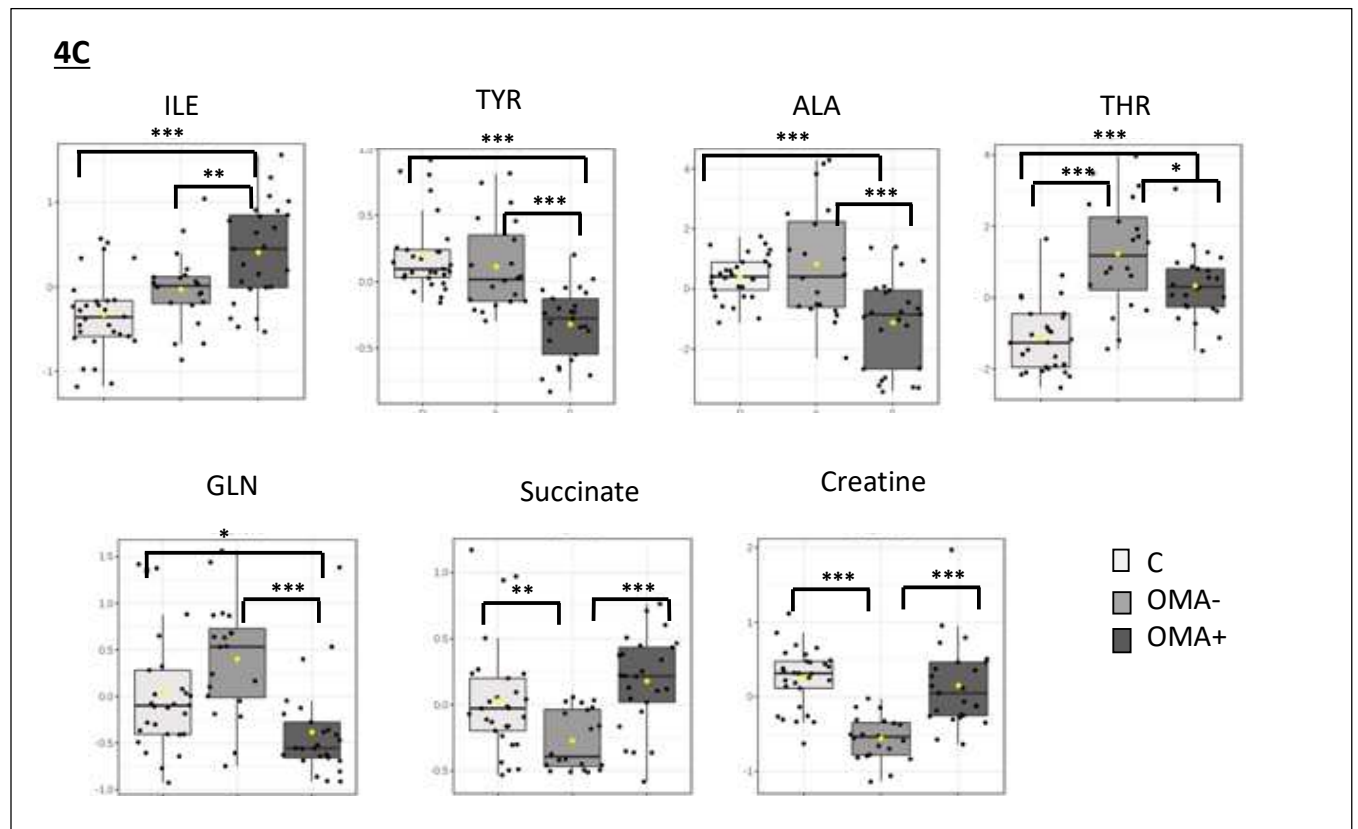 4C
ILE TYR ALA THR
*** *** *** ***
** *** *** *** *
1 0 -1
0.5 0.0 -0.5
4 2 0 -2
2 0 -2
GLN Succinate Creatine
* ** *** *** ***
***
1.5 1.0 0.5 0.0 -0.5 -1.0
1.0 0.5 0.0 -0.5
2 1 0 -1
C
OMA-
OMA+